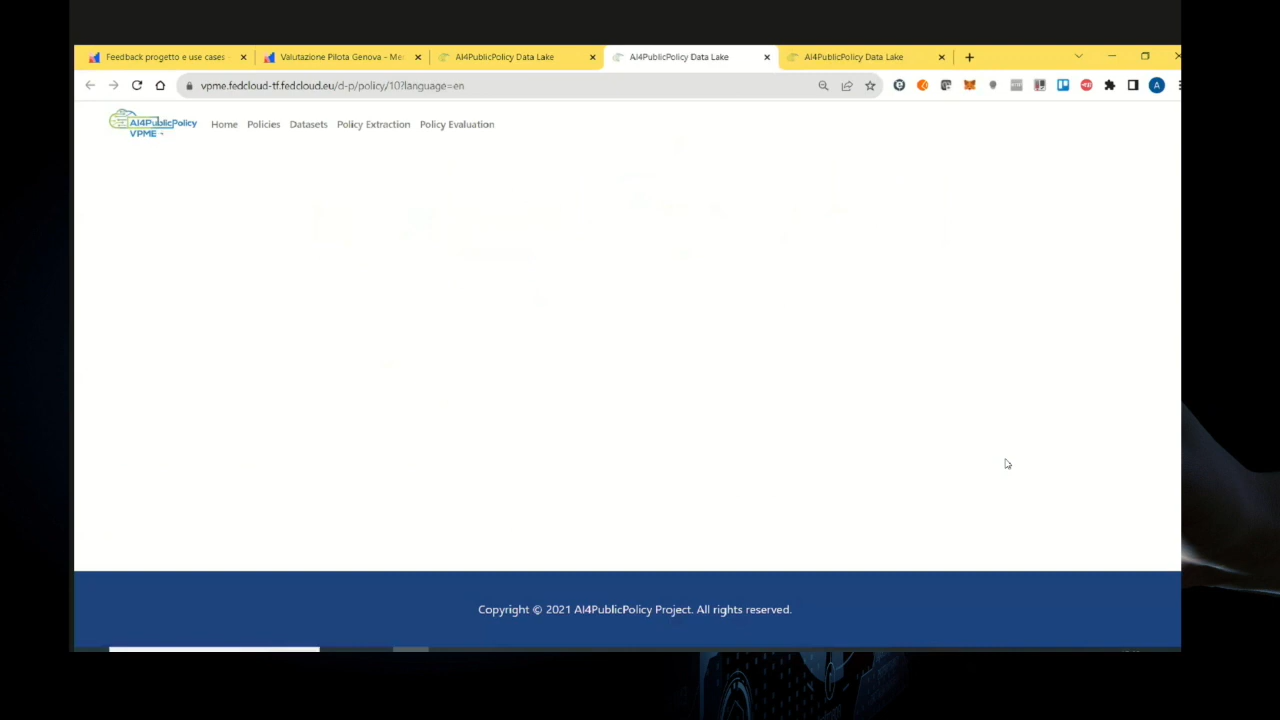 Feedback progetto e use cases
Valutazione Pilota Genova - Me
AI4PublicPolicy Data Lake
AI4PublicPolicy Data Lake
AI4PublicPolicy Data Lake
vpme.fedcloud-tf.fedcloud.eu/d-p/policy/10?language=en
AI4PublicPolicy
VPME
Home
Policies
Datasets
Policy Extraction
Policy Evaluation
Copyright © 2021 AI4PublicPolicy Project. All rights reserved.